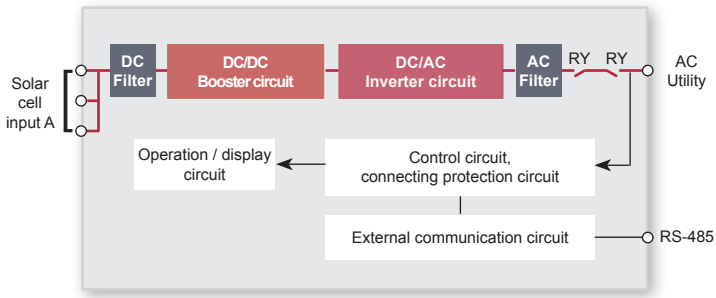 DC
Filter
DC/DC
Booster circuit
DC/AC
Inverter circuit
AC
Filter
RY RY
AC
Utility
Solar
cell
input A
Operation / display
circuit
Control circuit,
connecting protection circuit
External communication circuit
RS-485